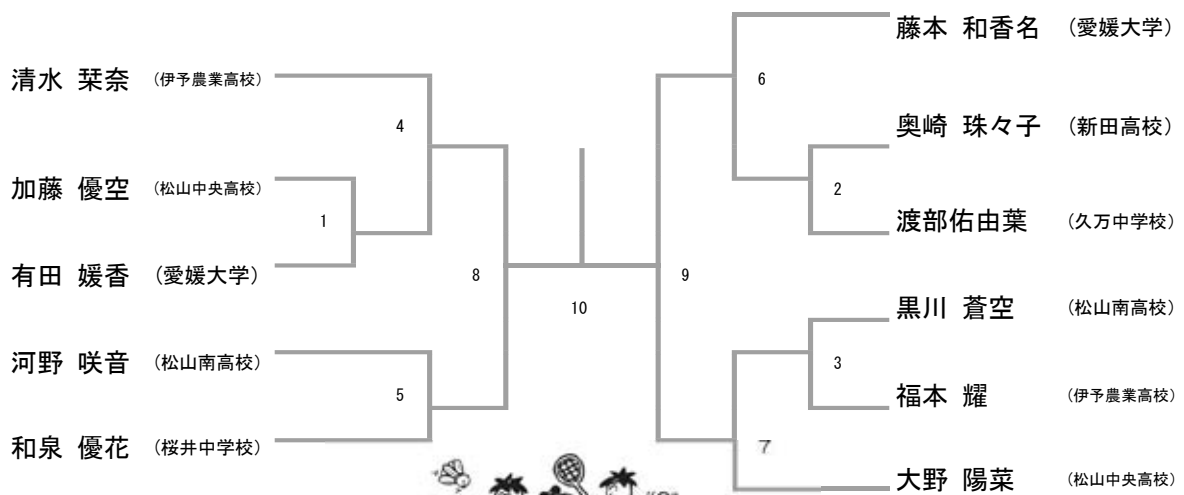 清水 栞奈 (伊予農業高校)
加藤 優空 (松山中央高校)
有田 媛香 (愛媛大学)
河野 咲音 (松山南高校)
和泉 優花 (桜井中学校)
1
4
5
8
10
9
6
2
3
7
藤本 和香名 (愛媛大学)
奥崎 珠々子 (新田高校)
渡部佑由葉 (久万中学校)
黒川 蒼空 (松山南高校)
福本 耀 (伊予農業高校)
大野 陽菜 (松山中央高校)